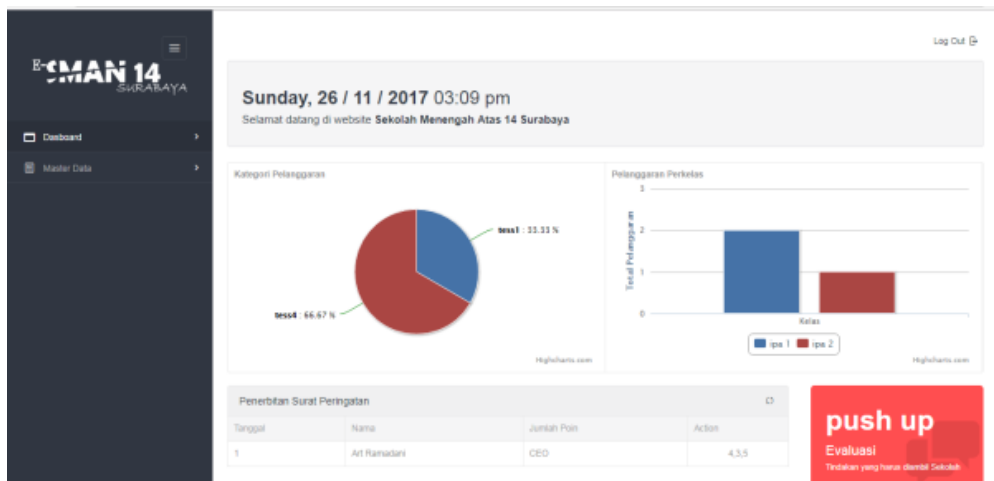 E-SMAN 14
SURABAYA
Log Out
Sunday, 26 / 11 / 2017 03:09 pm
Selamat datang di website Sekolah Menengah Atas 14 Surabaya
Dasboard
Master Data
Kategori Pelanggaran
tess1 : 33.33 %
tess4 : 66.67 %
Highcharts.com
Pelanggaran Perkelas
Total Pelanggaran
3
2
1
0
Kelas
ipa 1 ipa 2
Highcharts.com
Penerbitan Surat Peringatan
Tanggal Nama Jumlah Poin Action
1 Art Ramadani CEO 4,3,5
push up
Evaluasi
Tindakan yang harus diambil Sekolah